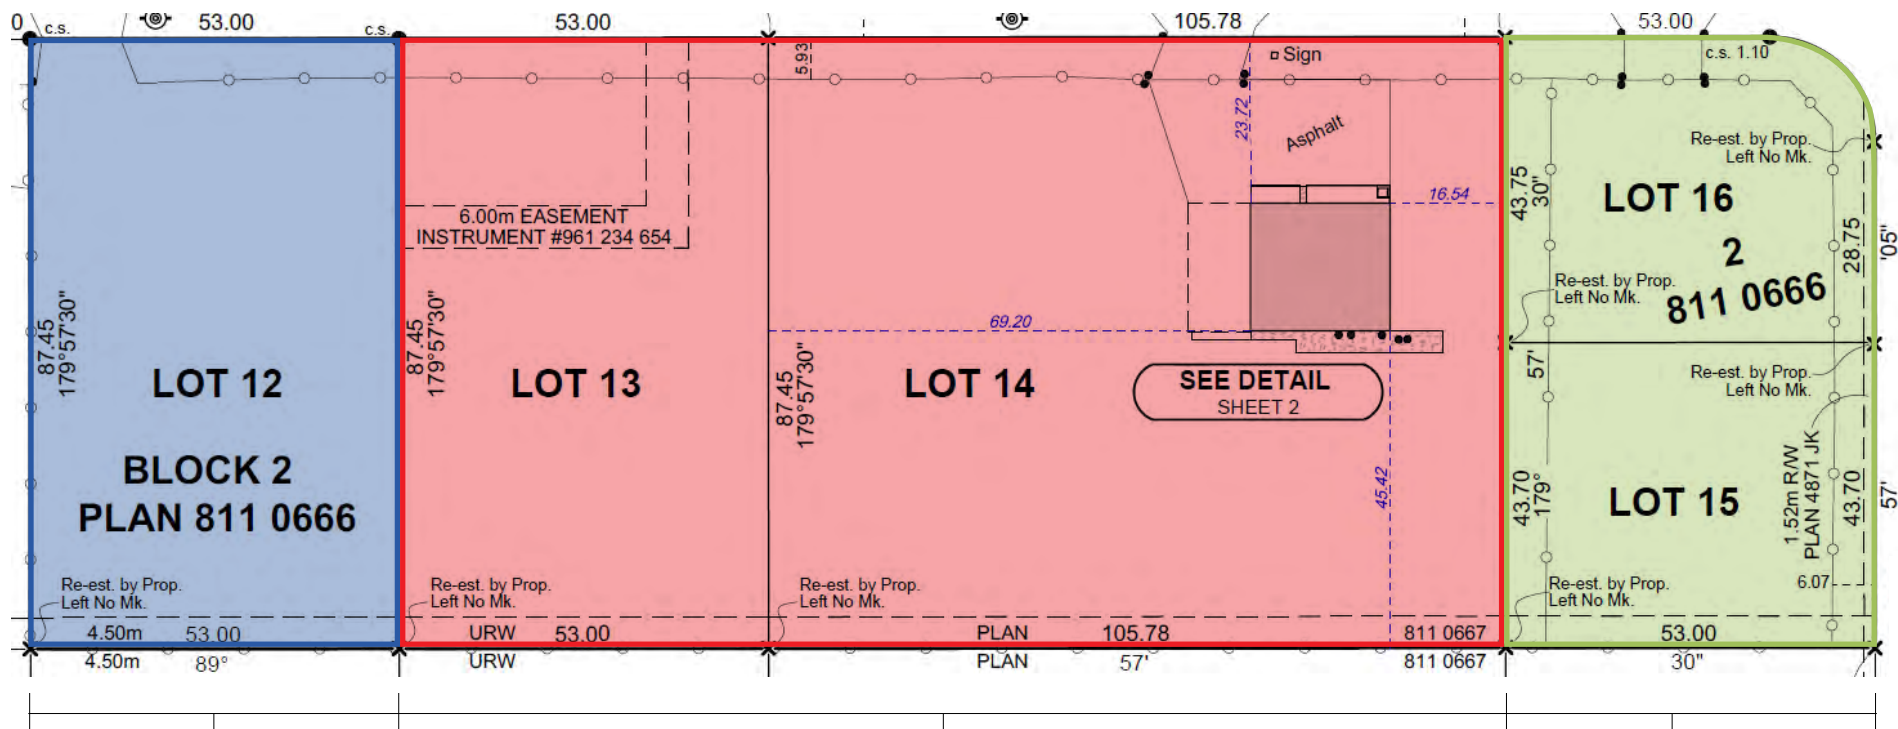 0
c.s.
53.00
c.s.
53.00
105.78
53.00
5.93
Sign
c.s. 1.10
23.72
Asphalt
Re-est. by Prop.
Left No Mk.
16.54
43.75
30"
LOT 16
2
811 0666
28.75
'05"
6.00m EASEMENT
INSTRUMENT #961 234 654
Re-est. by Prop.
Left No Mk.
87.45
179°57'30"
87.45
179°57'30"
87.45
179°57'30"
69.20
57'
LOT 12
LOT 13
LOT 14
SEE DETAIL
SHEET 2
Re-est. by Prop.
Left No Mk.
BLOCK 2
PLAN 811 0666
45.42
43.70
179°
LOT 15
1.52m R/W
PLAN 4871 JK
43.70
57'
Re-est. by Prop.
Left No Mk.
Re-est. by Prop.
Left No Mk.
Re-est. by Prop.
Left No Mk.
Re-est. by Prop.
Left No Mk.
6.07
4.50m
53.00
URW
53.00
PLAN
105.78
811 0667
53.00
4.50m
89°
URW
PLAN
57'
811 0667
30"